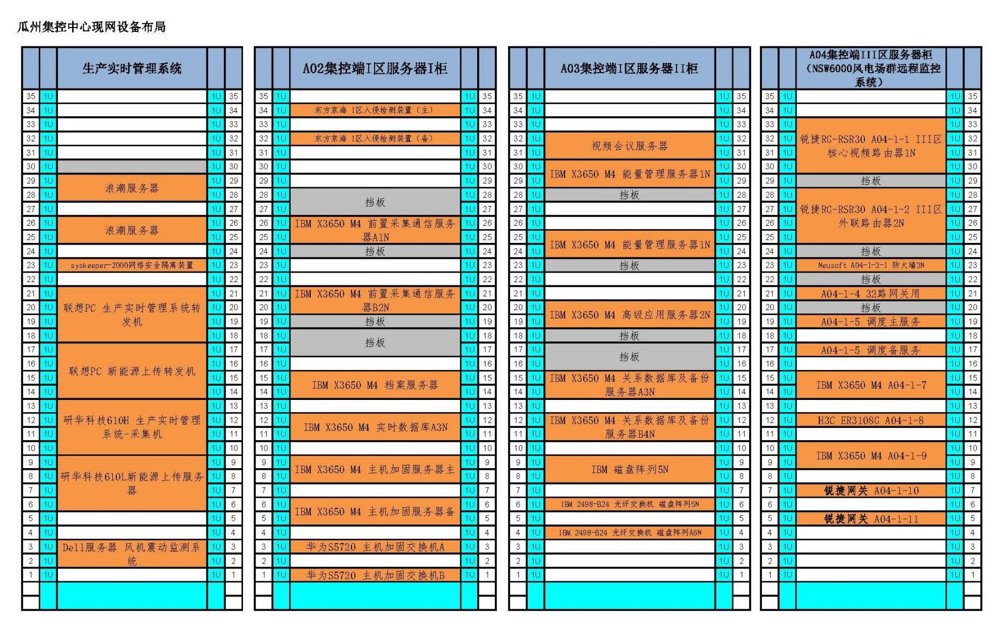 瓜州集控中心现网设备布局
生产实时管理系统
35 1U 1U 35
34 1U 1U 34
33 1U 1U 33
32 1U 1U 32
31 1U 1U 31
30 1U 1U 30
29 1U 1U 29
浪潮服务器
28 1U 1U 28
27 1U 1U 27
26 1U 1U 26
浪潮服务器
25 1U 1U 25
24 1U 1U 24
23 1U syskeeper-2000网络安全隔离装置 1U 23
22 1U 1U 22
21 1U 1U 21
20 1U 联想PC 生产实时管理系统转 1U 20
19 1U 发机 1U 19
18 1U 1U 18
17 1U 1U 17
16 1U 1U 16
联想PC 新能源上传转发机
15 1U 1U 15
14 1U 1U 14
13 1U 1U 13
12 1U 研华科技610H 生产实时管理 1U 12
11 1U 系统-采集机 1U 11
10 1U 1U 10
9 1U 1U 9
8 1U 研华科技610L新能源上传服务 1U 8
7 1U 器 1U 7
6 1U 1U 6
5 1U 1U 5
4 1U 1U 4
3 1U Dell服务器 风机震动监测系 1U 3
2 1U 统 1U 2
1 1U 1U 1
A02集控端I区服务器I柜
35 1U 1U 35
34 1U 东方京海 I区入侵检测装置（主） 1U 34
33 1U 1U 33
32 1U 东方京海 I区入侵检测装置（备） 1U 32
31 1U 1U 31
30 1U 1U 30
29 1U 1U 29
28 1U 1U 28
挡板
27 1U 1U 27
26 1U IBM X3650 M4 前置采集通信服务 1U 26
25 1U 器A1N 1U 25
24 1U 挡板 1U 24
23 1U 1U 23
22 1U 1U 22
21 1U IBM X3650 M4 前置采集通信服务 1U 21
20 1U 器B2N 1U 20
19 1U 挡板 1U 19
18 1U 1U 18
挡板
17 1U 1U 17
16 1U 1U 16
15 1U 1U 15
IBM X3650 M4 档案服务器
14 1U 1U 14
13 1U 1U 13
12 1U 1U 12
IBM X3650 M4 实时数据库A3N
11 1U 1U 11
10 1U 1U 10
9 1U 1U 9
IBM X3650 M4 主机加固服务器主
8 1U 1U 8
7 1U 1U 7
6 1U 1U 6
IBM X3650 M4 主机加固服务器备
5 1U 1U 5
4 1U 1U 4
3 1U 华为S5720 主机加固交换机A 1U 3
2 1U 1U 2
1 1U 华为S5720 主机加固交换机B 1U 1
A03集控端I区服务器II柜
35 1U 1U 35
34 1U 1U 34
33 1U 1U 33
32 1U 1U 32
视频会议服务器
31 1U 1U 31
30 1U 1U 30
IBM X3650 M4 能量管理服务器1N
29 1U 1U 29
28 1U 挡板 1U 28
27 1U 1U 27
26 1U 1U 26
25 1U 1U 25
IBM X3650 M4 能量管理服务器1N
24 1U 1U 24
23 1U 挡板 1U 23
22 1U 1U 22
21 1U 1U 21
20 1U 1U 20
IBM X3650 M4 高级应用服务器2N
19 1U 1U 19
18 1U 挡板 1U 18
17 1U 1U 17
挡板
16 1U 1U 16
15 1U IBM X3650 M4 关系数据库及备份 1U 15
14 1U 服务器A3N 1U 14
13 1U 1U 13
12 1U IBM X3650 M4 关系数据库及备份 1U 12
11 1U 服务器B4N 1U 11
10 1U 1U 10
9 1U 1U 9
IBM 磁盘阵列5N
8 1U 1U 8
7 1U 1U 7
6 1U IBM 2498-B24 光纤交换机 磁盘阵列5N 1U 6
5 1U 1U 5
4 1U IBM 2498-B24 光纤交换机 磁盘阵列A6N 1U 4
3 1U 1U 3
2 1U 1U 2
1 1U 1U 1
A04集控端III区服务器柜
（NSW6000风电场群远程监控
系统）
35 1U 1U 35
34 1U 1U 34
33 1U 1U 33
32 1U 锐捷RG-RSR30 A04-1-1 III区 1U 32
31 1U 核心视频路由器1N 1U 31
30 1U 1U 30
29 1U 挡板 1U 29
28 1U 1U 28
27 1U 锐捷RG-RSR30 A04-1-2 III区 1U 27
26 1U 外联路由器2N 1U 26
25 1U 1U 25
24 1U 挡板 1U 24
23 1U Neusoft A04-1-3-1 防火墙3N 1U 23
22 1U 挡板 1U 22
21 1U A04-1-4 32路网关用 1U 21
20 1U 挡板 1U 20
19 1U A04-1-5 调度主服务 1U 19
18 1U 1U 18
17 1U A04-1-5 调度备服务 1U 17
16 1U 1U 16
15 1U 1U 15
IBM X3650 M4 A04-1-7
14 1U 1U 14
13 1U 1U 13
12 1U H3C ER3108G A04-1-8 1U 12
11 1U 1U 11
10 1U 1U 10
IBM X3650 M4 A04-1-9
9 1U 1U 9
8 1U 1U 8
7 1U 锐捷网关 A04-1-10 1U 7
6 1U 1U 6
5 1U 锐捷网关 A04-1-11 1U 5
4 1U 1U 4
3 1U 1U 3
2 1U 1U 2
1 1U 1U 1